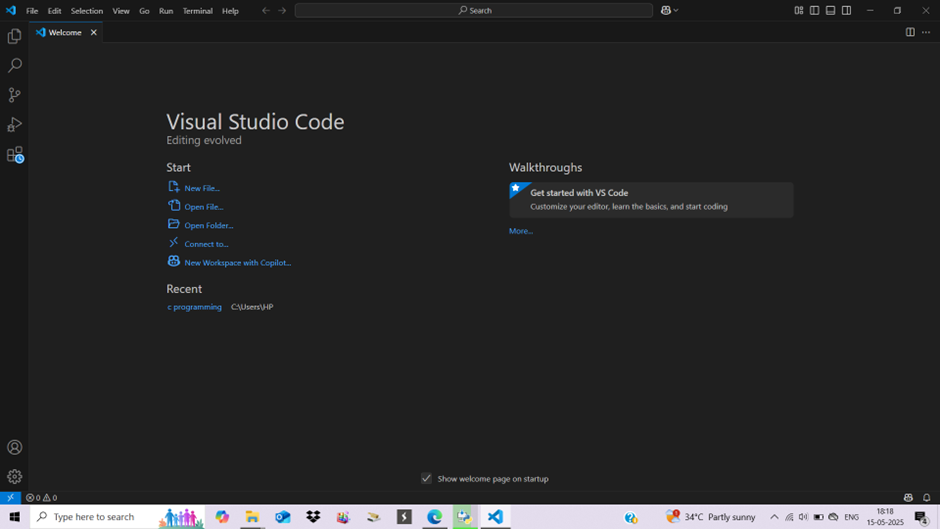 File Edit Selection View Go Run Terminal Help
Search
Welcome
Visual Studio Code
Editing evolved
Start
New File...
Open File...
Open Folder...
Connect to...
New Workspace with Copilot...
Recent
c programming C:\Users\HP
Walkthroughs
Get started with VS Code
Customize your editor, learn the basics, and start coding
More...
Show welcome page on startup
0 0
Type here to search
34°C Partly sunny
ENG
18:18
15-05-2025